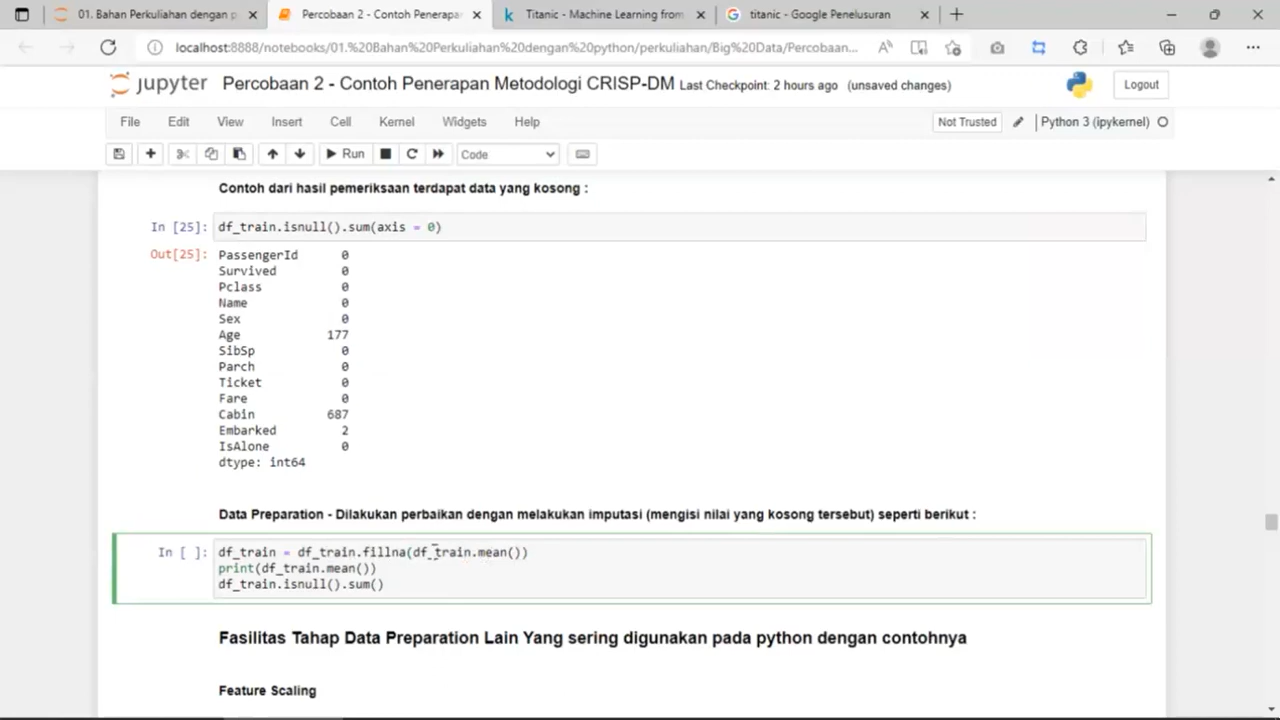 01. Bahan Perkuliahan dengan p
Percobaan 2 - Contoh Penerapa
Titanic - Machine Learning from
titanic - Google Penelusuran
localhost:8888/notebooks/01.%20Bahan%20Perkuliahan%20dengan%20python/perkuliahan/Big%20Data/Percobaan...
jupyter Percobaan 2 - Contoh Penerapan Metodologi CRISP-DM Last Checkpoint: 2 hours ago (unsaved changes) Logout
File Edit View Insert Cell Kernel Widgets Help Not Trusted Python 3 (ipykernel)
Run Code
Contoh dari hasil pemeriksaan terdapat data yang kosong :
In [25]: df_train.isnull().sum(axis = 0)
Out[25]: PassengerId 0
Survived 0
Pclass 0
Name 0
Sex 0
Age 177
SibSp 0
Parch 0
Ticket 0
Fare 0
Cabin 687
Embarked 2
IsAlone 0
dtype: int64
Data Preparation - Dilakukan perbaikan dengan melakukan imputasi (mengisi nilai yang kosong tersebut) seperti berikut :
In [ ]: df_train = df_train.fillna(df_train.mean())
print(df_train.mean())
df_train.isnull().sum()
Fasilitas Tahap Data Preparation Lain Yang sering digunakan pada python dengan contohnya
Feature Scaling